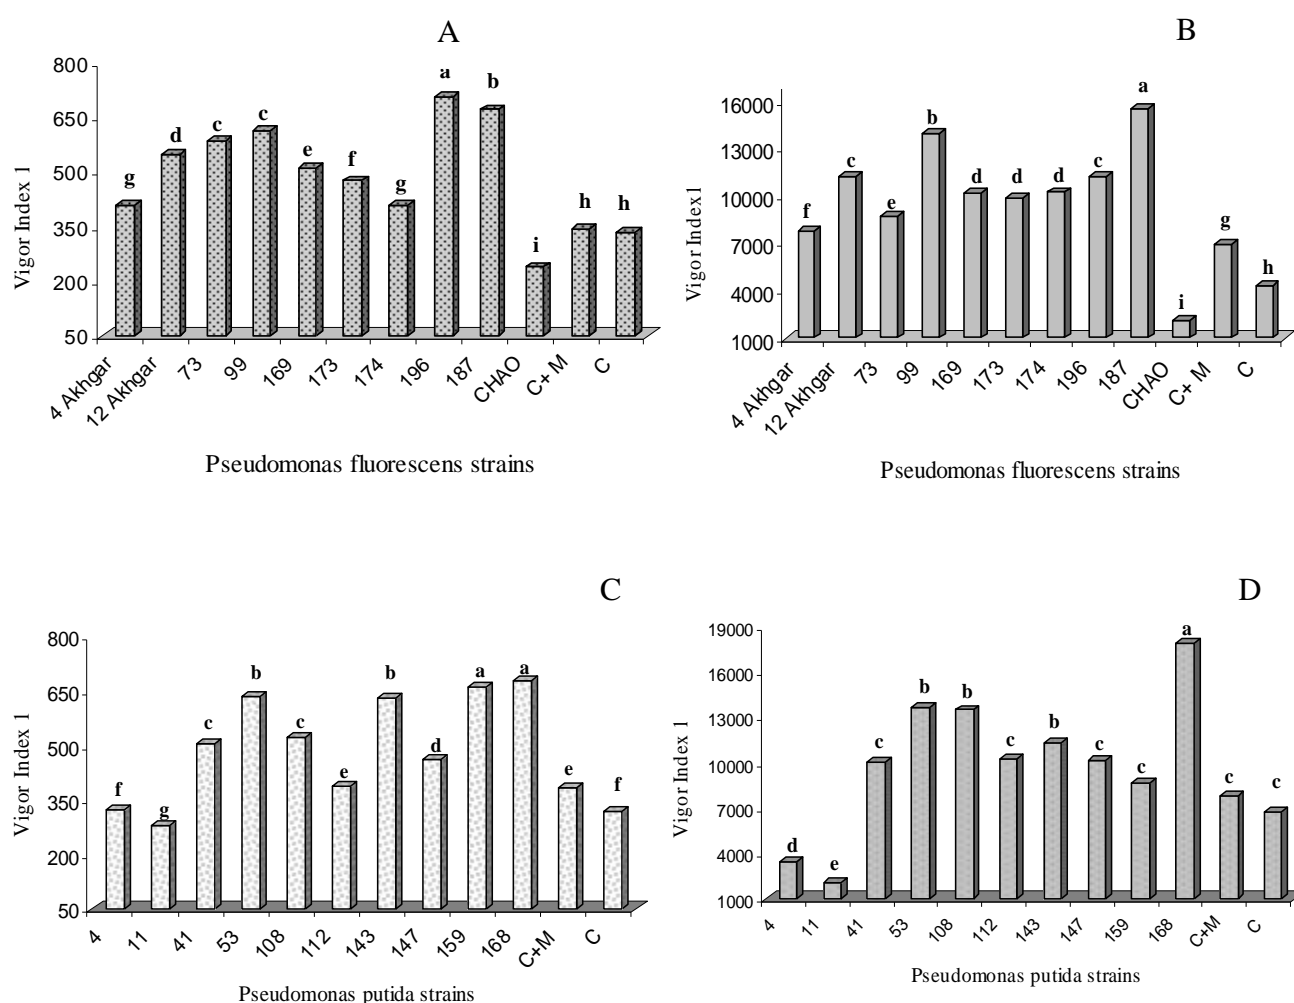 A
800
650
500
350
200
50
Vigor Index 1
g
d
c
c
e
f
g
a
b
i
h
h
4 Akhgar
12 Akhgar
73
99
169
173
174
196
187
CHAO
C+ M
C
Pseudomonas fluorescens strains
B
16000
13000
10000
7000
4000
1000
Vigor Index1
f
c
e
b
d
d
d
c
a
i
g
h
4 Akhgar
12 Akhgar
73
99
169
173
174
196
187
CHAO
C+ M
C
Pseudomonas fluorescens strains
C
800
650
500
350
200
50
Vigor Index 1
f
g
c
b
c
e
b
d
a
a
e
f
4
11
41
53
108
112
143
147
159
168
C+M
C
Pseudomonas putida strains
D
19000
16000
13000
10000
7000
4000
1000
Vigor Index 1
d
e
c
b
b
c
b
c
c
a
c
c
4
11
41
53
108
112
143
147
159
168
C+M
C
Pseudomonas putida strains